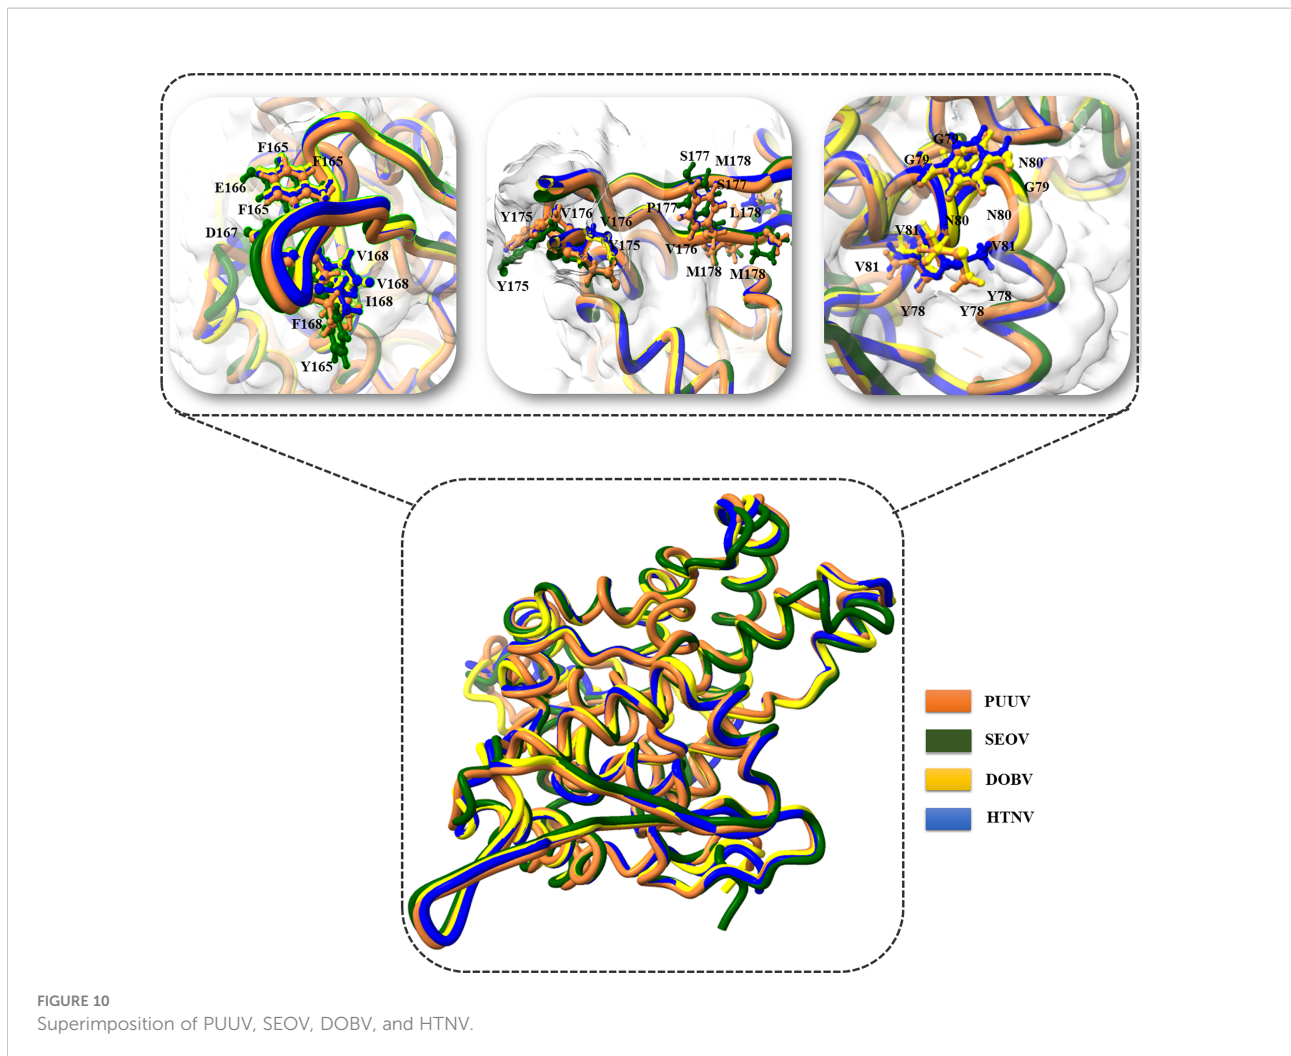 F165
F165
E166
F165
D167
V168
V168
I168
F168
Y165
S177
M178
S177
Y175
V176
P177
L178
V176
Y175
V176
M178
M178
Y175
G79
G79
N80
G79
N80
N80
V81
V81
V81
Y78
Y78
Y78
PUUV
SEOV
DOBV
HTNV
FIGURE 10
Superimposition of PUUV, SEOV, DOBV, and HTNV.